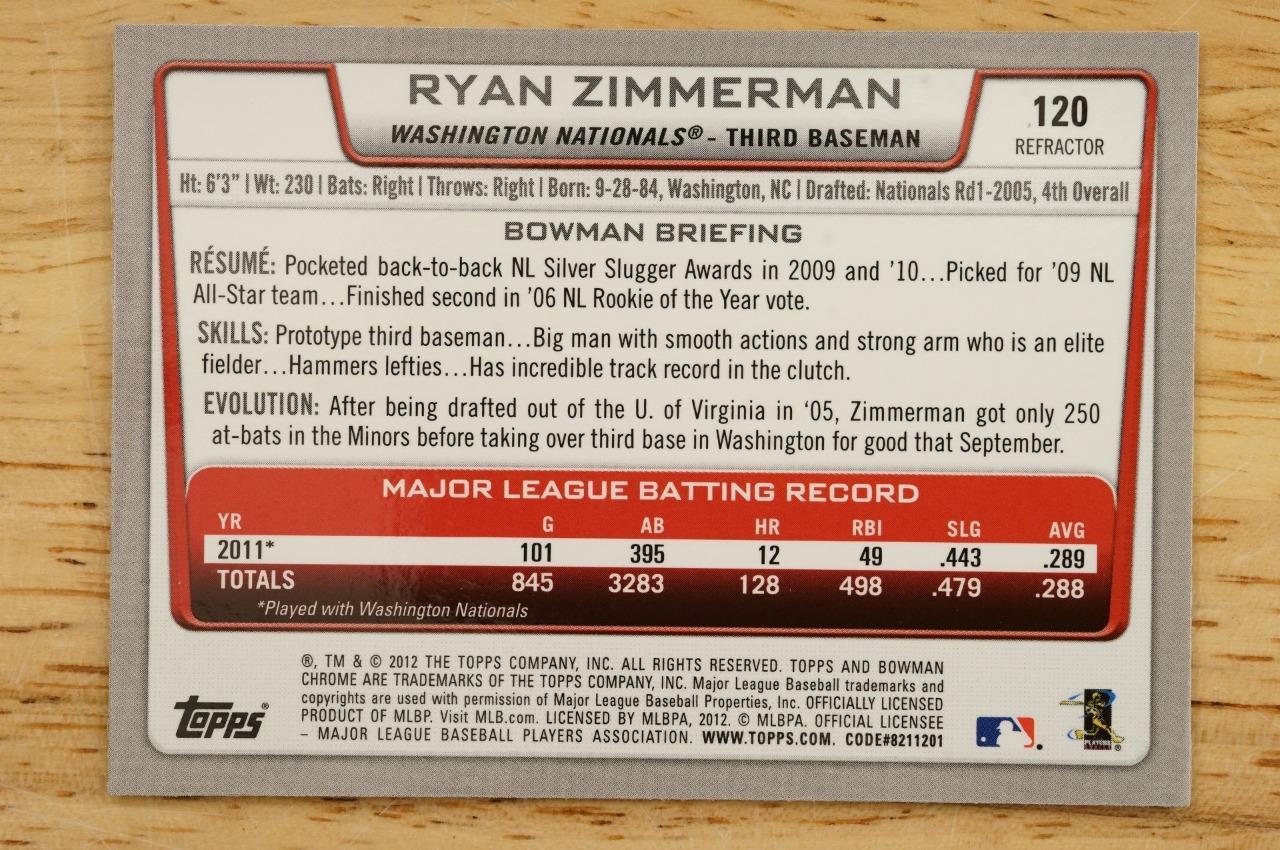 RYAN ZIMMERMAN
WASHINGTON NATIONALS® - THIRD BASEMAN
120
REFRACTOR
Ht: 6'3" | Wt: 230 | Bats: Right | Throws: Right | Born: 9-28-84, Washington, NC | Drafted: Nationals Rd1-2005, 4th Overall
BOWMAN BRIEFING
RÉSUMÉ: Pocketed back-to-back NL Silver Slugger Awards in 2009 and '10...Picked for '09 NL
All-Star team...Finished second in '06 NL Rookie of the Year vote.
SKILLS: Prototype third baseman...Big man with smooth actions and strong arm who is an elite
fielder...Hammers lefties...Has incredible track record in the clutch.
EVOLUTION: After being drafted out of the U. of Virginia in '05, Zimmerman got only 250
at-bats in the Minors before taking over third base in Washington for good that September.
MAJOR LEAGUE BATTING RECORD
YR G AB HR RBI SLG AVG
2011* 101 395 12 49 .443 .289
TOTALS 845 3283 128 498 .479 .288
*Played with Washington Nationals
®, TM & © 2012 THE TOPPS COMPANY, INC. ALL RIGHTS RESERVED. TOPPS AND BOWMAN
CHROME ARE TRADEMARKS OF THE TOPPS COMPANY, INC. Major League Baseball trademarks and
copyrights are used with permission of Major League Baseball Properties, Inc. OFFICIALLY LICENSED
PRODUCT OF MLBP. Visit MLB.com. LICENSED BY MLBPA, 2012. © MLBPA. OFFICIAL LICENSEE
– MAJOR LEAGUE BASEBALL PLAYERS ASSOCIATION. WWW.TOPPS.COM. CODE#8211201
topps®
PLAYERS